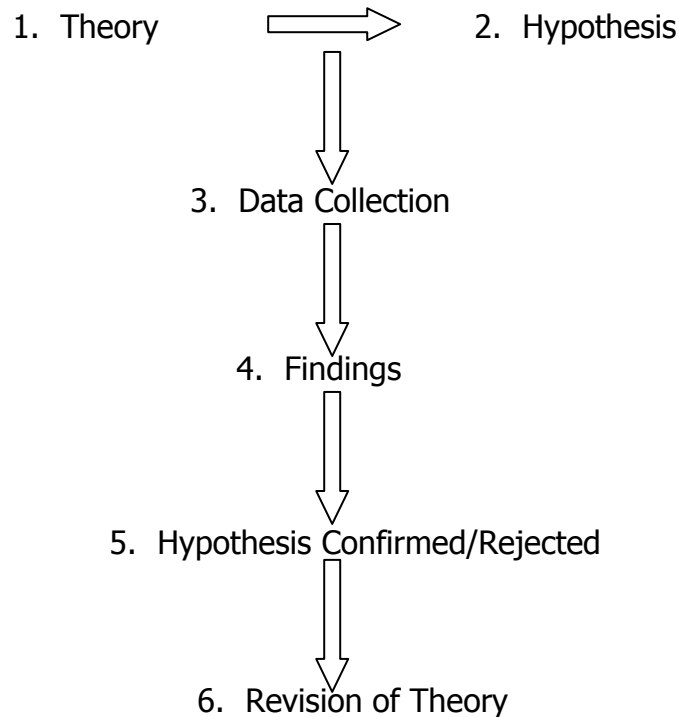 1. Theory 2. Hypothesis
3. Data Collection
4. Findings
5. Hypothesis Confirmed/Rejected
6. Revision of Theory